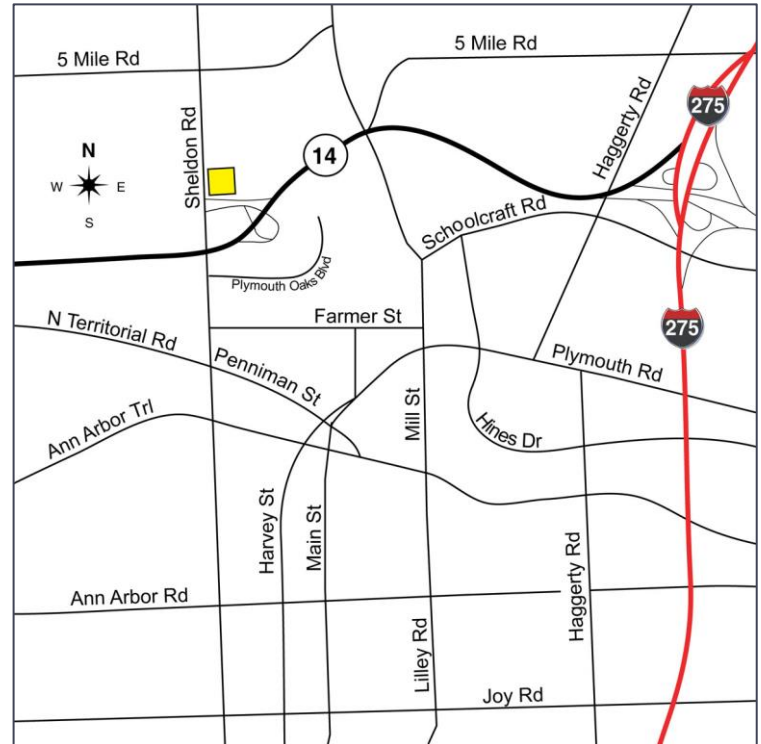 5 Mile Rd
5 Mile Rd
Sheldon Rd
Haggerty Rd
275
14
N
W
E
S
Schoolcraft Rd
Plymouth Oaks Blvd
Farmer St
275
N Territorial Rd
Penniman St
Plymouth Rd
Ann Arbor Trl
Mill St
Hines Dr
Harvey St
Main St
Haggerty Rd
Ann Arbor Rd
Lilley Rd
Joy Rd